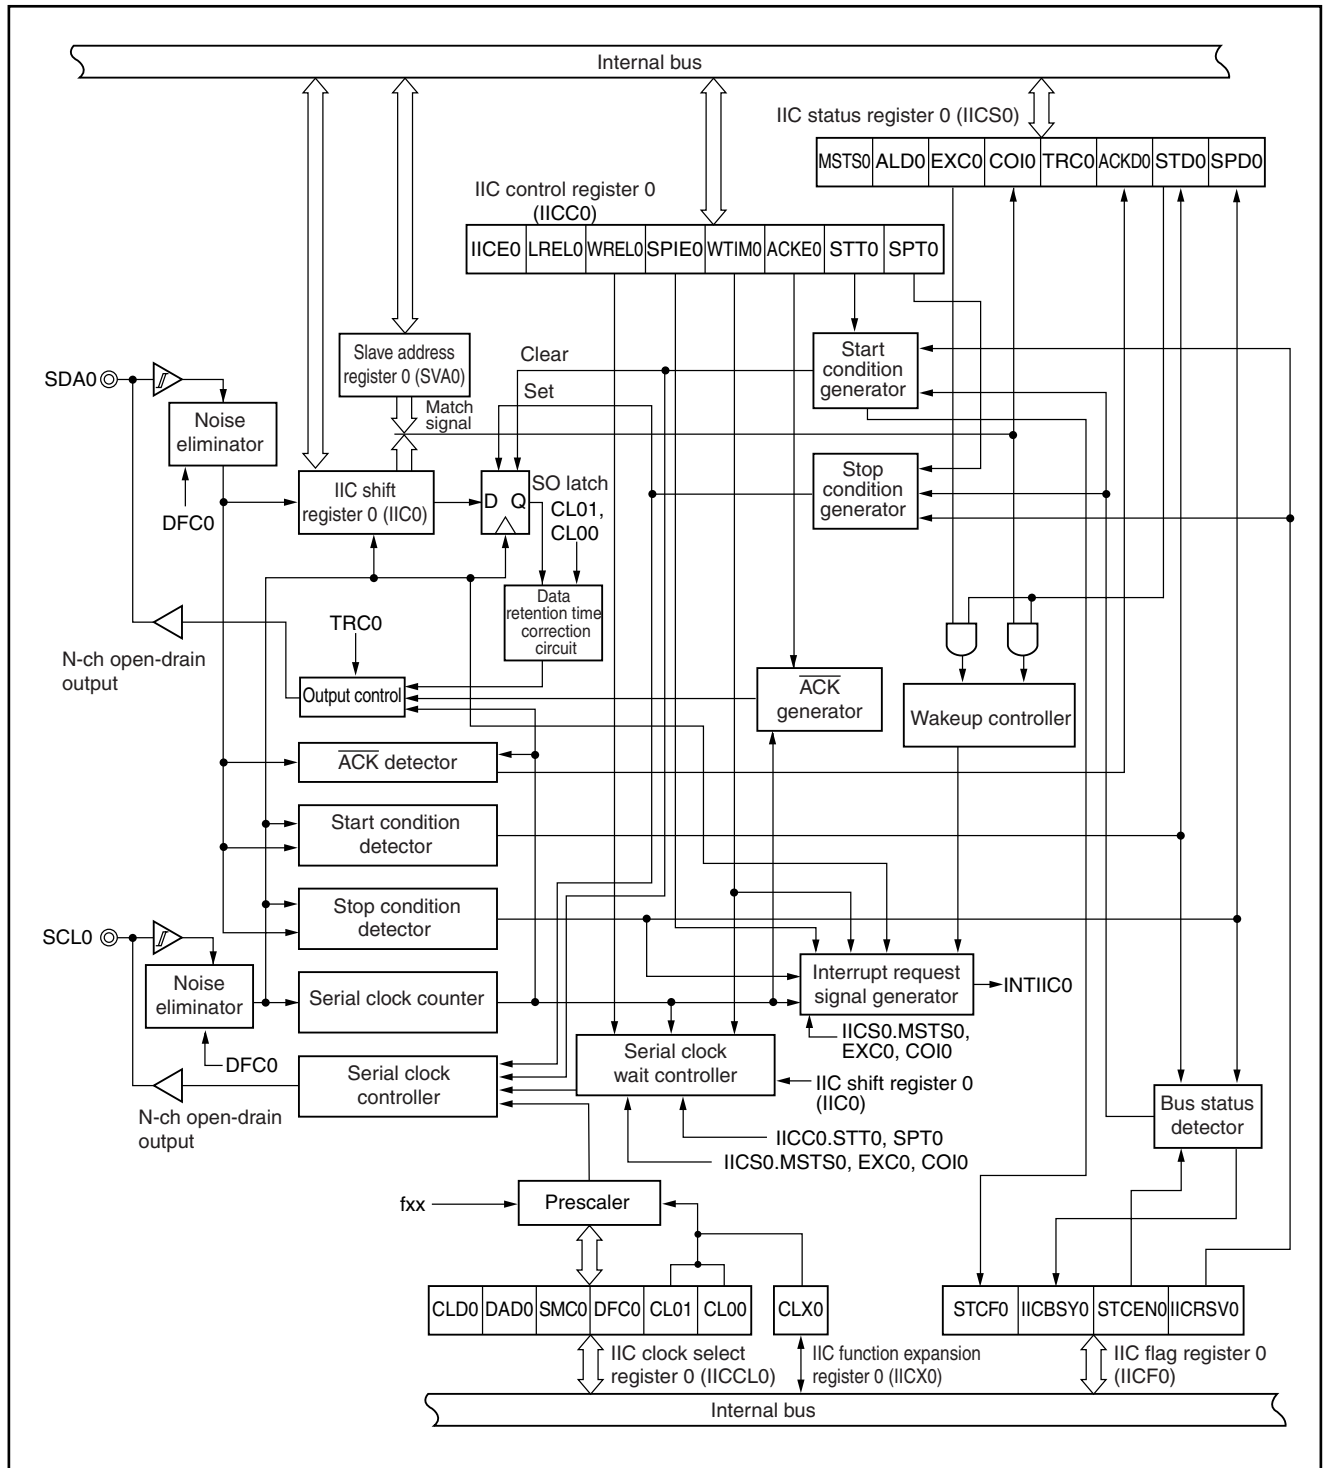 Internal bus
IIC status register 0 (IICS0)
MSTS0 ALD0 EXC0 COI0 TRC0 ACKD0 STD0 SPD0
IIC control register 0
(IICC0)
IICE0 LREL0 WREL0 SPIE0 WTIM0 ACKE0 STT0 SPT0
Slave address
register 0 (SVA0)
Clear
Set
Match
signal
Start
condition
generator
SDA0
Noise
eliminator
DFC0
IIC shift
register 0 (IIC0)
D Q
SO latch
CL01,
CL00
Stop
condition
generator
Data
retention time
correction
circuit
TRC0
N-ch open-drain
output
Output control
ACK
generator
Wakeup controller
ACK detector
Start condition
detector
Stop condition
detector
SCL0
Noise
eliminator
DFC0
Serial clock counter
Interrupt request
signal generator
INTIIC0
IICS0.MSTS0,
EXC0, COI0
Serial clock
controller
N-ch open-drain
output
Serial clock
wait controller
IIC shift register 0
(IIC0)
IICC0.STT0, SPT0
IICS0.MSTS0, EXC0, COI0
Bus status
detector
fxx
Prescaler
CLD0 DAD0 SMC0 DFC0 CL01 CL00
CLX0
STCF0 IICBSY0 STCEN0 IICRSV0
IIC clock select
register 0 (IICCL0)
IIC function expansion
register 0 (IICX0)
IIC flag register 0
(IICF0)
Internal bus